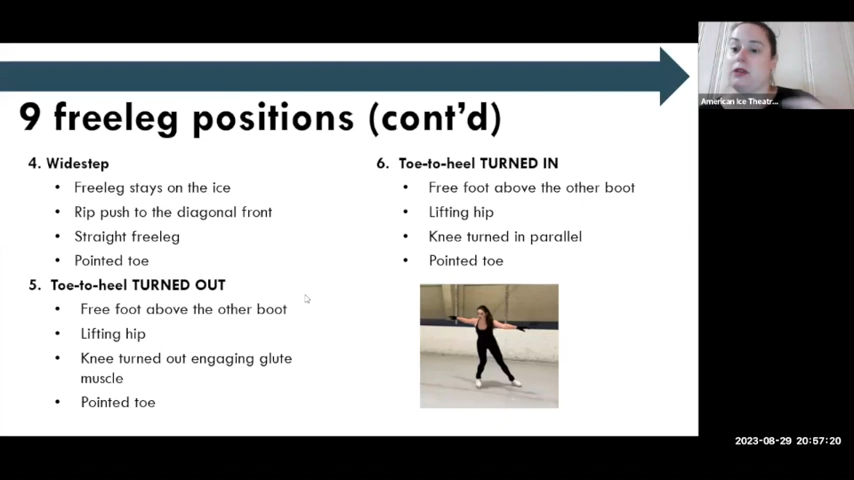 9 freeleg positions (cont'd)
4. Widestep
• Freeleg stays on the ice
• Rip push to the diagonal front
• Straight freeleg
• Pointed toe
5. Toe-to-heel TURNED OUT
• Free foot above the other boot
• Lifting hip
• Knee turned out engaging glute
muscle
• Pointed toe
6. Toe-to-heel TURNED IN
• Free foot above the other boot
• Lifting hip
• Knee turned in parallel
• Pointed toe
American Ice Theatr...
2023-08-29 20:57:20